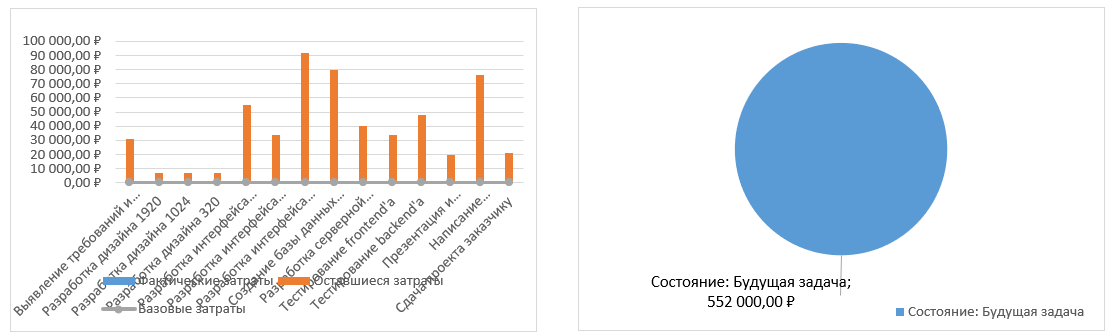 100 000,00 ₽
90 000,00 ₽
80 000,00 ₽
70 000,00 ₽
60 000,00 ₽
50 000,00 ₽
40 000,00 ₽
30 000,00 ₽
20 000,00 ₽
10 000,00 ₽
0,00 ₽
Выявление требований и…
Разработка дизайна 1920
Разработка дизайна 1024
Разработка дизайна 320
Разработка интерфейса…
Разработка интерфейса…
Разработка интерфейса…
Создание базы данных…
Разработка серверной…
Тестирование frontend'а
Тестирование backend'а
Презентация и…
Написание…
Сдача проекта заказчику
Фактические затраты
Оставшиеся затраты
Базовые затраты
Состояние: Будущая задача;
552 000,00 ₽
Состояние: Будущая задача